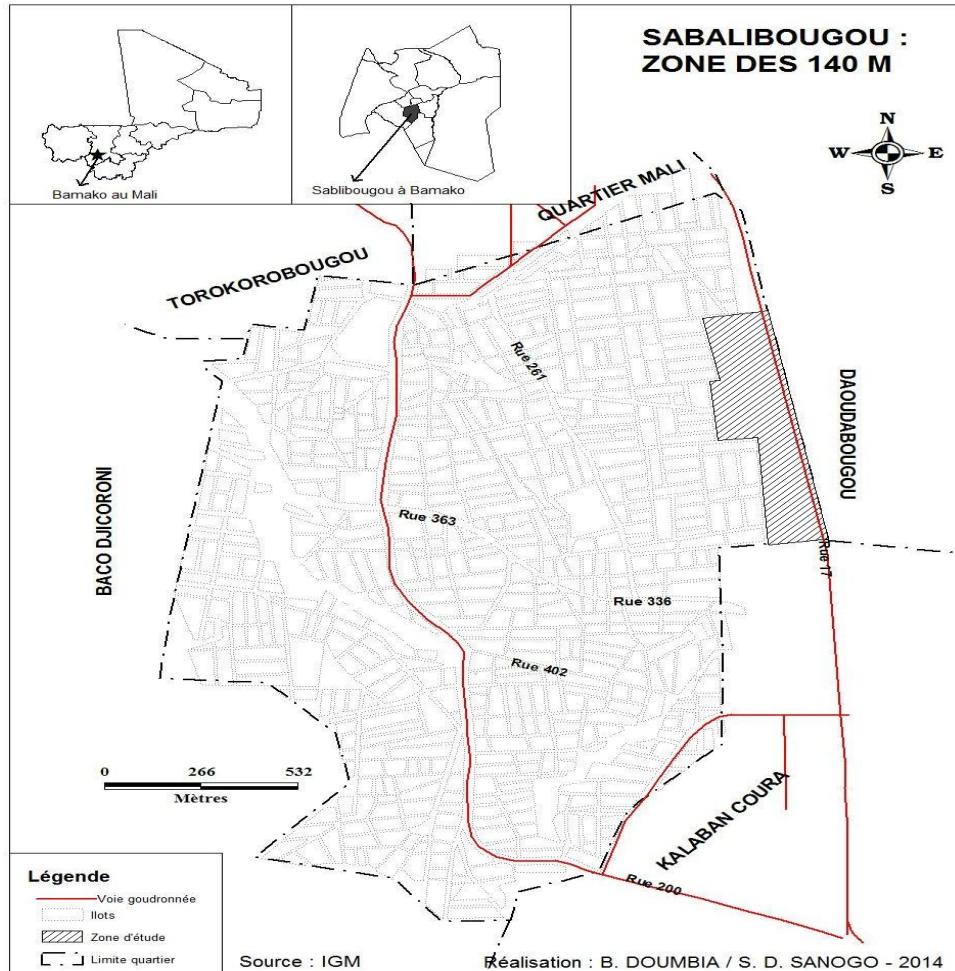 SABALIBOUGOU :
ZONE DES 140 M
Bamako au Mali
Sablibougou à Bamako
N
W
E
S
QUARTIER MALI
TOROKOROBOUGOU
Rue 261
DAOUDABOUGOU
BACO DJICORONI
Rue 363
Rue 17
Rue 336
Rue 402
0 266 532
Mètres
KALABAN COURA
Rue 200
Légende
Voie goudronnée
Ilots
Zone d'étude
Limite quartier
Source : IGM
Réalisation : B. DOUMBIA / S. D. SANOGO - 2014